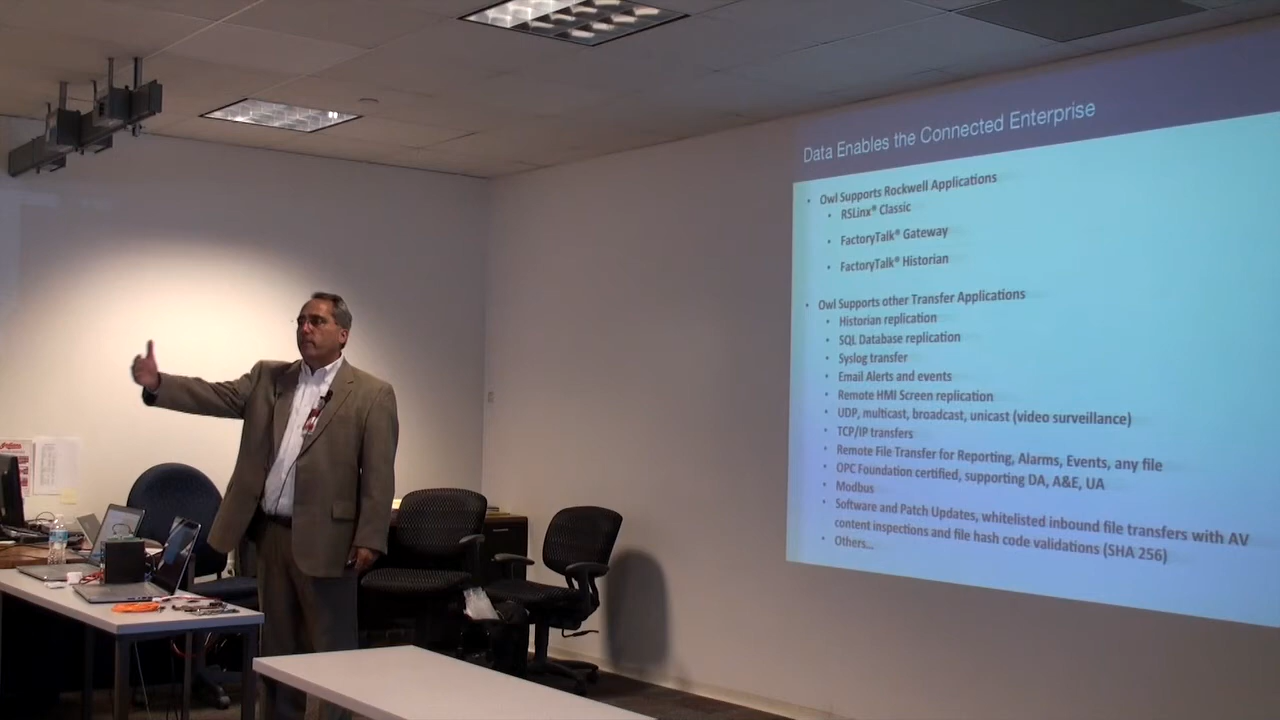 Data Enables the Connected Enterprise
• Owl Supports Rockwell Applications
• RSLinx® Classic
• FactoryTalk® Gateway
• FactoryTalk® Historian
• Owl Supports other Transfer Applications
• Historian replication
• SQL Database replication
• Syslog transfer
• Email Alerts and events
• Remote HMI Screen replication
• UDP, multicast, broadcast, unicast (video surveillance)
• TCP/IP transfers
• Remote File Transfer for Reporting, Alarms, Events, any file
• OPC Foundation certified, supporting DA, A&E, UA
• Modbus
• Software and Patch Updates, whitelisted inbound file transfers with AV
content inspections and file hash code validations (SHA 256)
• Others...